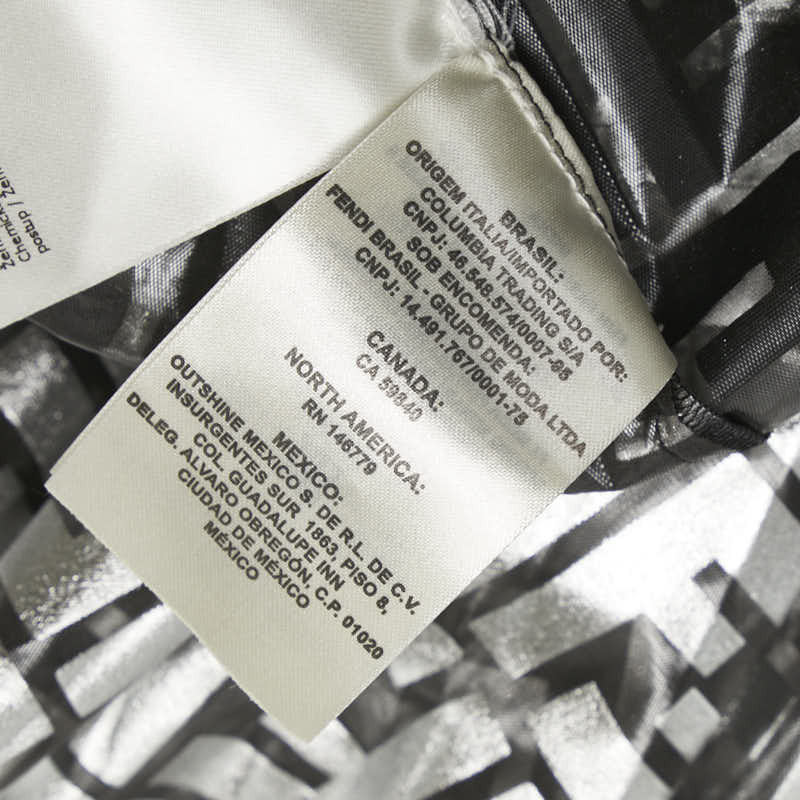 BRASIL:
ORIGEM ITALIA/IMPORTADO POR:
COLUMBIA TRADING S/A
CNPJ: 46.549.574/0007-95
SOB ENCOMENDA:
FENDI BRASIL - GRUPO DE MODA LTDA
CNPJ: 14.491.767/0001-75
CANADA:
CA 59840
NORTH AMERICA:
RN 146779
MEXICO:
OUTSHINE MEXICO S. DE R.L. DE C.V.
INSURGENTES SUR 1863, PISO 8,
COL. GUADALUPE INN
DELEG. ALVARO OBREGÓN, C.P. 01020
CIUDAD DE MÉXICO
MÉXICO
postup /